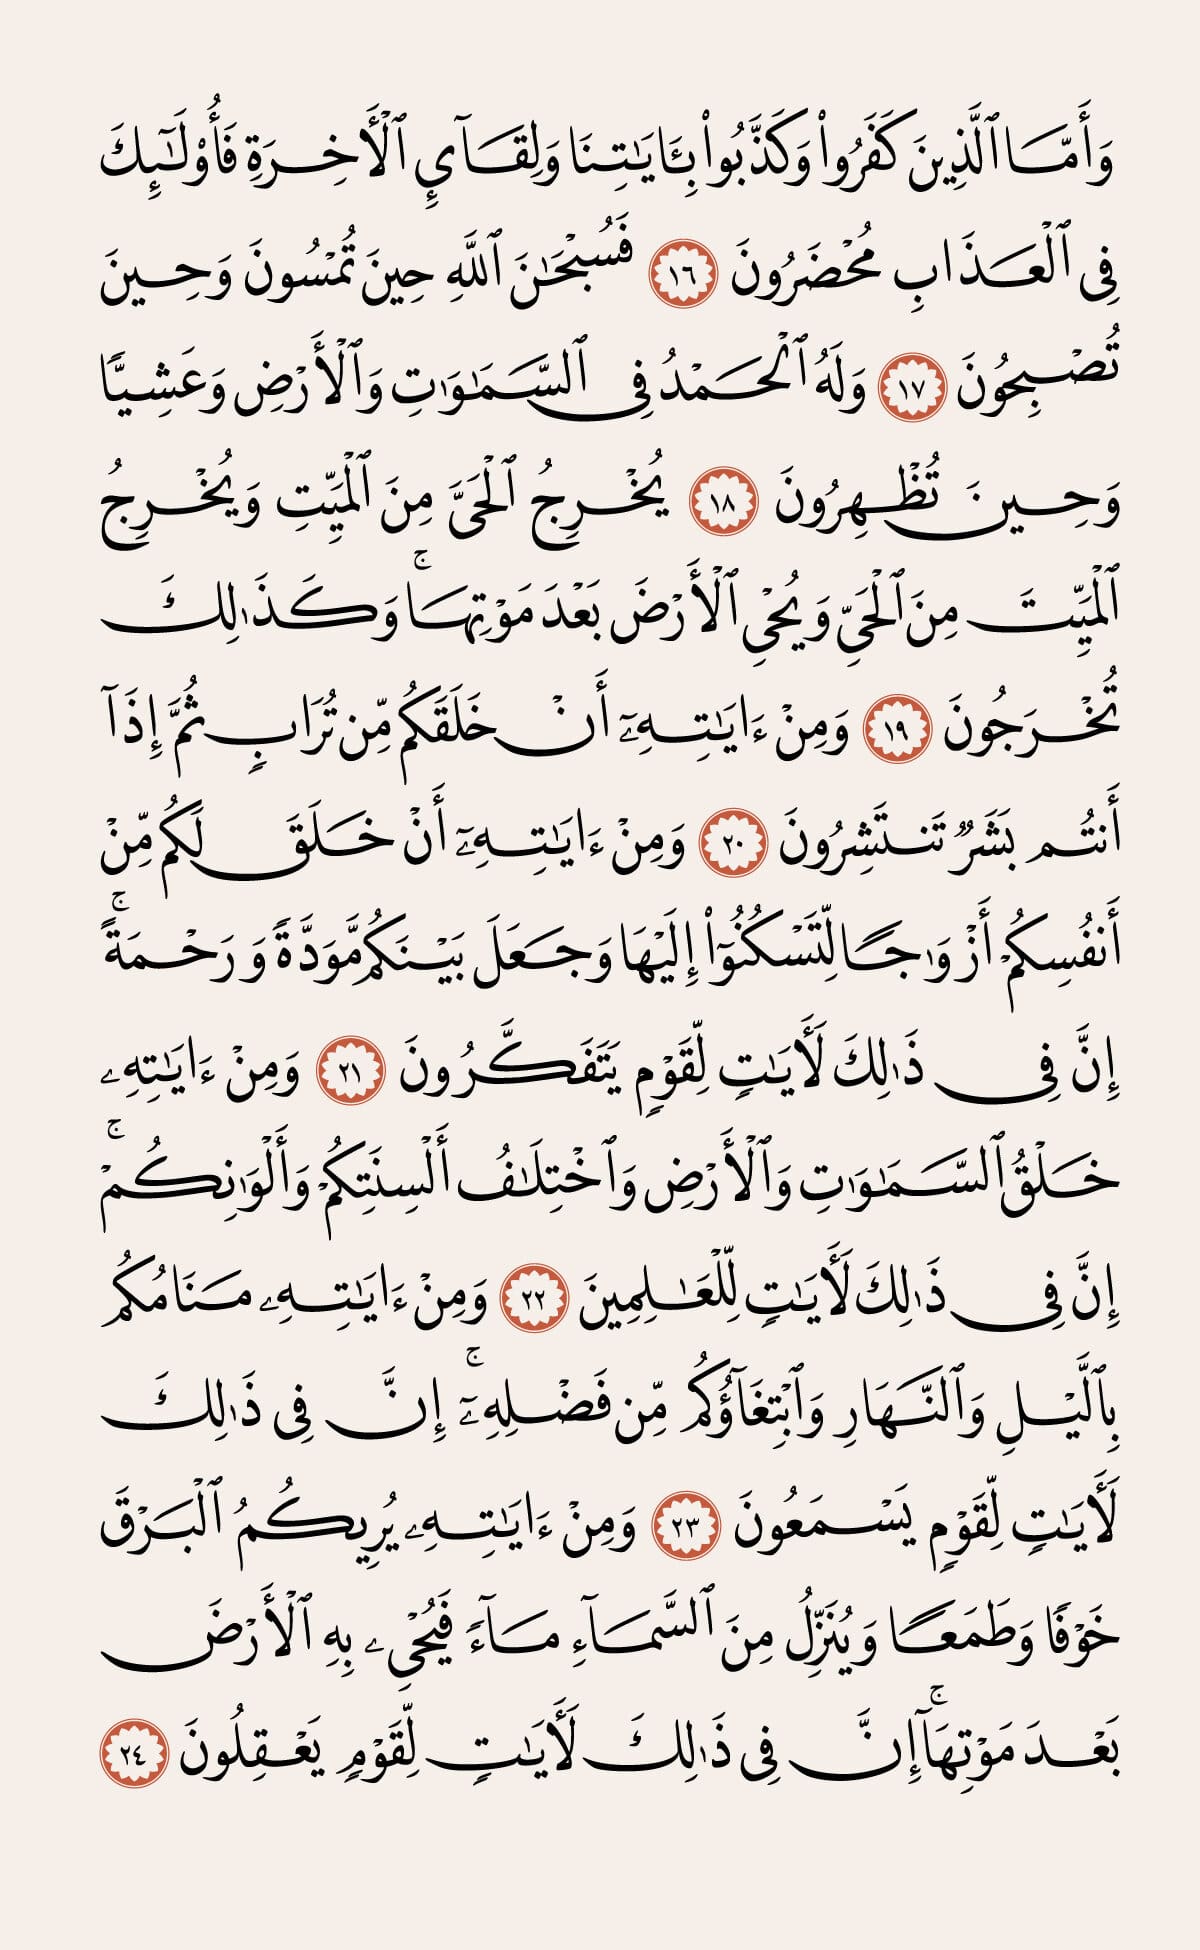 وَأَمَّا ٱلَّذِينَ كَفَرُوا۟ وَكَذَّبُوا۟ بِـَٔايَـٰتِنَا وَلِقَآئِ ٱلْـَٔاخِرَةِ فَأُو۟لَـٰٓئِكَ
فِى ٱلْعَذَابِ مُحْضَرُونَ ١٦ فَسُبْحَـٰنَ ٱللَّهِ حِينَ تُمْسُونَ وَحِينَ
تُصْبِحُونَ ١٧ وَلَهُ ٱلْحَمْدُ فِى ٱلسَّمَـٰوَٰتِ وَٱلْأَرْضِ وَعَشِيًّا
وَحِينَ تُظْهِرُونَ ١٨ يُخْرِجُ ٱلْحَىَّ مِنَ ٱلْمَيِّتِ وَيُخْرِجُ
ٱلْمَيِّتَ مِنَ ٱلْحَىِّ وَيُحْىِ ٱلْأَرْضَ بَعْدَ مَوْتِهَا ۚ وَكَذَٰلِكَ
تُخْرَجُونَ ١٩ وَمِنْ ءَايَـٰتِهِۦٓ أَنْ خَلَقَكُم مِّن تُرَابٍ ثُمَّ إِذَآ
أَنتُم بَشَرٌ تَنتَشِرُونَ ٢٠ وَمِنْ ءَايَـٰتِهِۦٓ أَنْ خَلَقَ لَكُم مِّنْ
أَنفُسِكُمْ أَزْوَٰجًا لِّتَسْكُنُوٓا۟ إِلَيْهَا وَجَعَلَ بَيْنَكُم مَّوَدَّةً وَرَحْمَةً ۚ
إِنَّ فِى ذَٰلِكَ لَـَٔايَـٰتٍ لِّقَوْمٍ يَتَفَكَّرُونَ ٢١ وَمِنْ ءَايَـٰتِهِۦ
خَلْقُ ٱلسَّمَـٰوَٰتِ وَٱلْأَرْضِ وَٱخْتِلَـٰفُ أَلْسِنَتِكُمْ وَأَلْوَٰنِكُمْ ۚ
إِنَّ فِى ذَٰلِكَ لَـَٔايَـٰتٍ لِّلْعَـٰلِمِينَ ٢٢ وَمِنْ ءَايَـٰتِهِۦ مَنَامُكُم
بِٱلَّيْلِ وَٱلنَّهَارِ وَٱبْتِغَآؤُكُم مِّن فَضْلِهِۦٓ ۚ إِنَّ فِى ذَٰلِكَ
لَـَٔايَـٰتٍ لِّقَوْمٍ يَسْمَعُونَ ٢٣ وَمِنْ ءَايَـٰتِهِۦ يُرِيكُمُ ٱلْبَرْقَ
خَوْفًا وَطَمَعًا وَيُنَزِّلُ مِنَ ٱلسَّمَآءِ مَآءً فَيُحْىِۦ بِهِ ٱلْأَرْضَ
بَعْدَ مَوْتِهَآ ۚ إِنَّ فِى ذَٰلِكَ لَـَٔايَـٰتٍ لِّقَوْمٍ يَعْقِلُونَ ٢٤